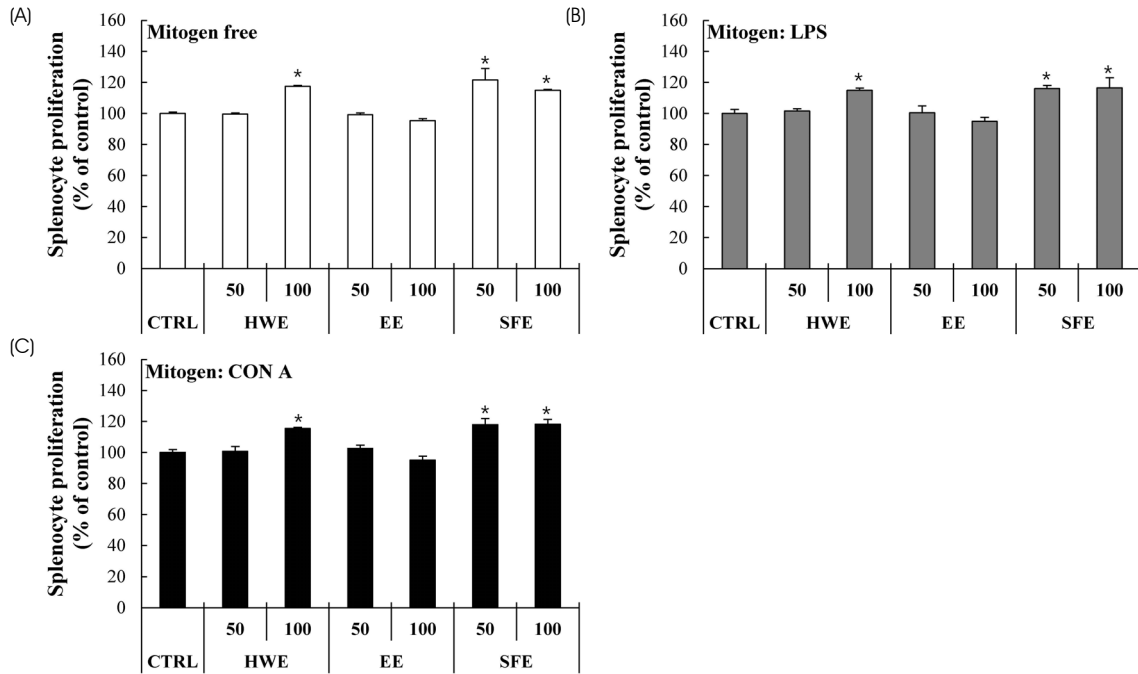 (A)
Mitogen free
Splenocyte proliferation
(% of control)
160
140
120
100
80
60
40
20
0
*
*
*
50 100 50 100 50 100
CTRL HWE EE SFE
(B)
Mitogen: LPS
Splenocyte proliferation
(% of control)
160
140
120
100
80
60
40
20
0
*
*
*
50 100 50 100 50 100
CTRL HWE EE SFE
(C)
Mitogen: CON A
Splenocyte proliferation
(% of control)
160
140
120
100
80
60
40
20
0
*
*
*
50 100 50 100 50 100
CTRL HWE EE SFE